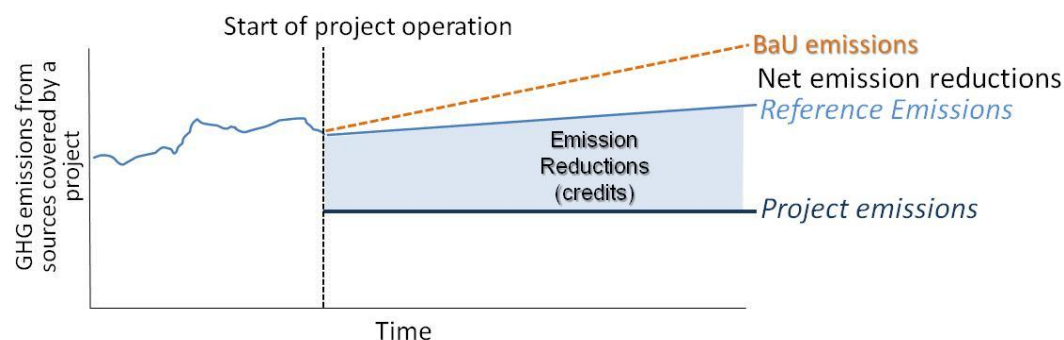 Start of project operation
BaU emissions
Net emission reductions
Reference Emissions
Emission
Reductions
(credits)
Project emissions
GHG emissions from
sources covered by a
project
Time